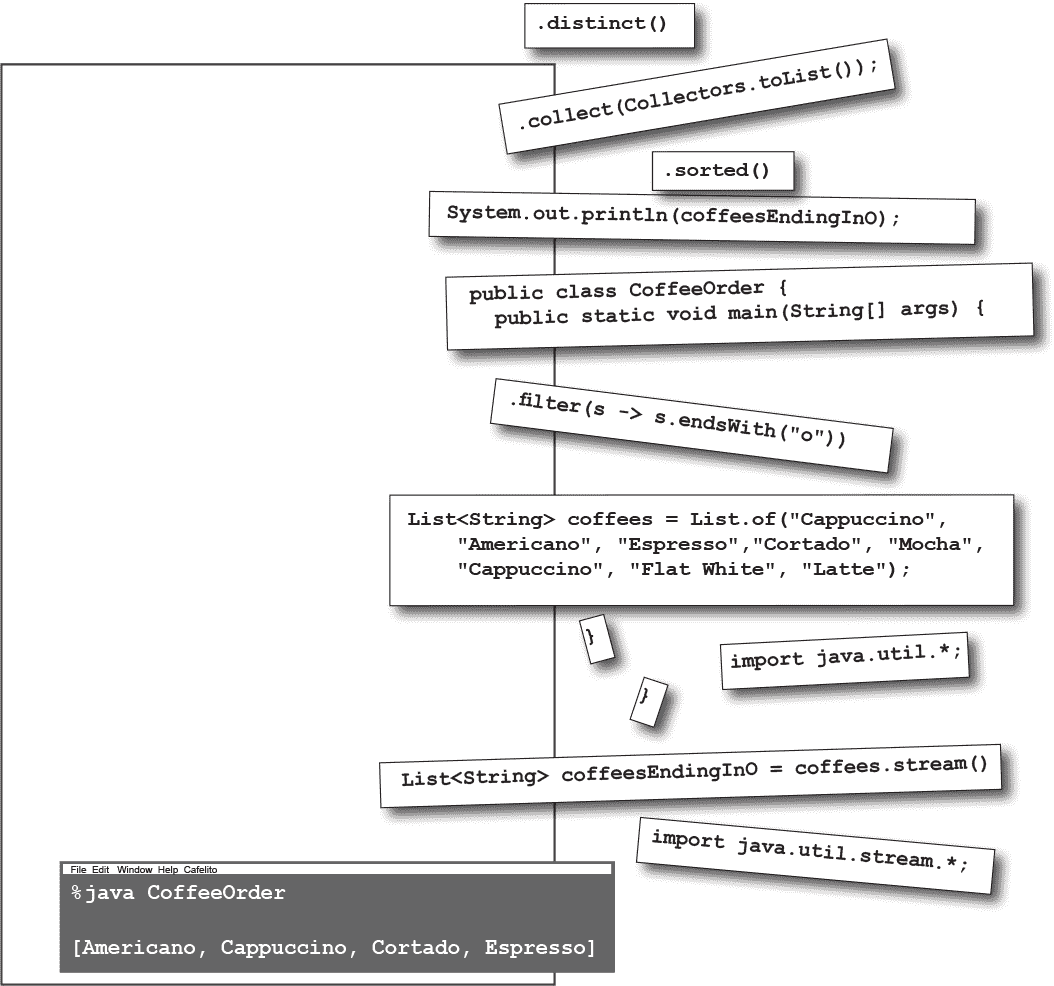 .distinct()
.collect(Collectors.toList());
.sorted()
System.out.println(coffeesEndingInO);
public class CoffeeOrder {
public static void main(String[] args) {
.filter(s -> s.endsWith("o"))
List<String> coffees = List.of("Cappuccino",
"Americano", "Espresso","Cortado", "Mocha",
"Cappuccino", "Flat White", "Latte");
}
import java.util.*;
}
List<String> coffeesEndingInO = coffees.stream()
import java.util.stream.*;
File Edit Window Help Cafelito
%java CoffeeOrder
[Americano, Cappuccino, Cortado, Espresso]